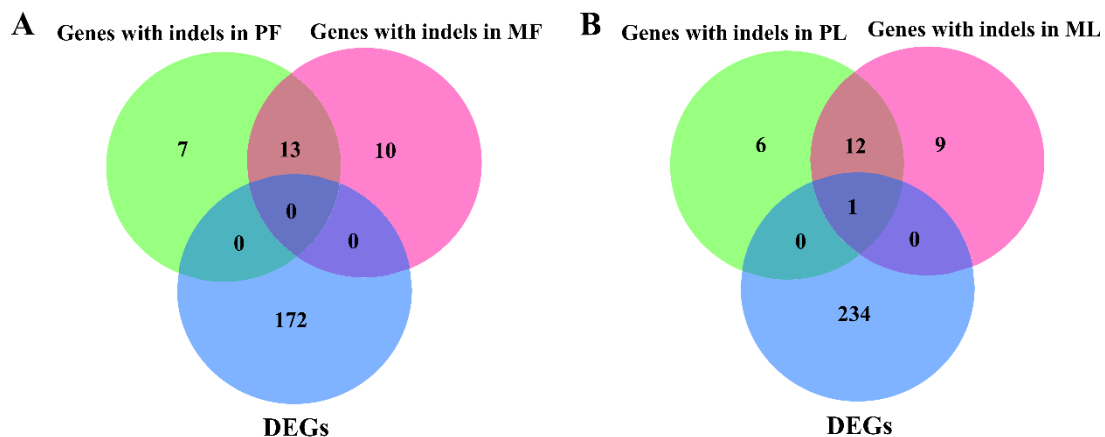 A
Genes with indels in PF
Genes with indels in MF
7
13
10
0
0
0
172
DEGs
B
Genes with indels in PL
Genes with indels in ML
6
12
9
1
0
0
234
DEGs